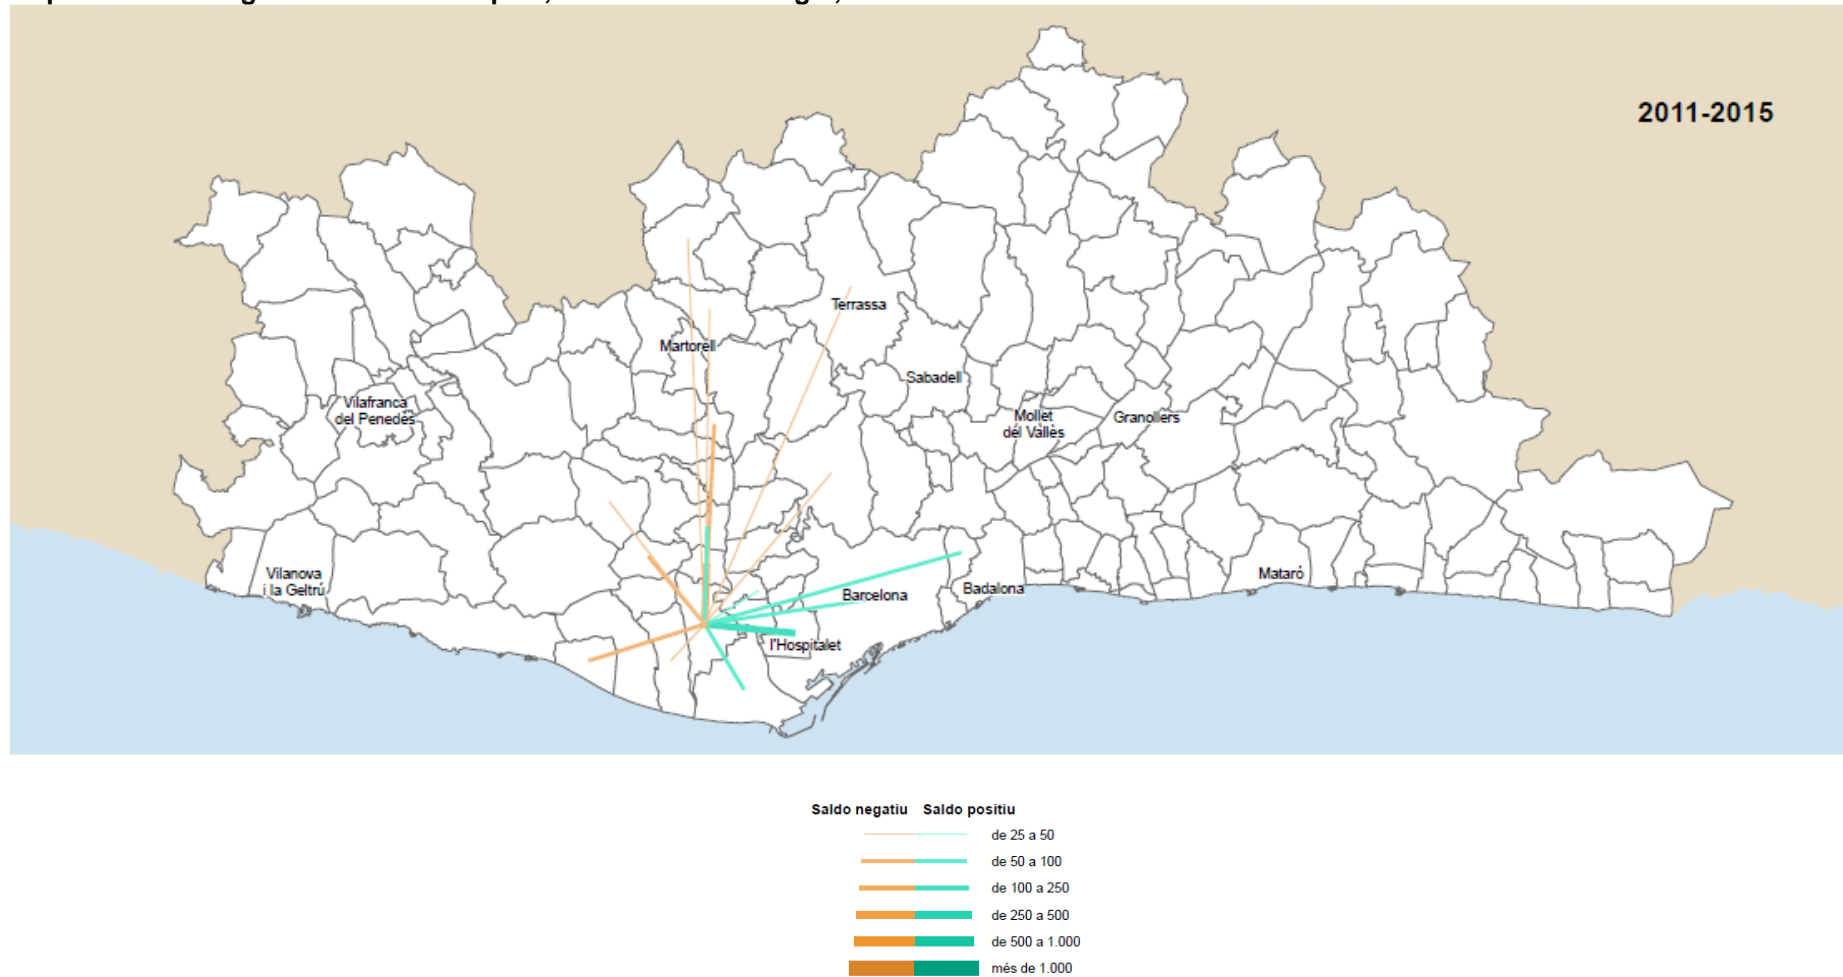 2011-2015
Terrassa
Martorell
Sabadell
Vilafranca
del Penedès
Mollet
del Vallès
Granollers
Vilanova
i la Geltrú
Barcelona
Badalona
Mataró
l'Hospitalet
Saldo negatiu Saldo positiu
de 25 a 50
de 50 a 100
de 100 a 250
de 250 a 500
de 500 a 1.000
més de 1.000